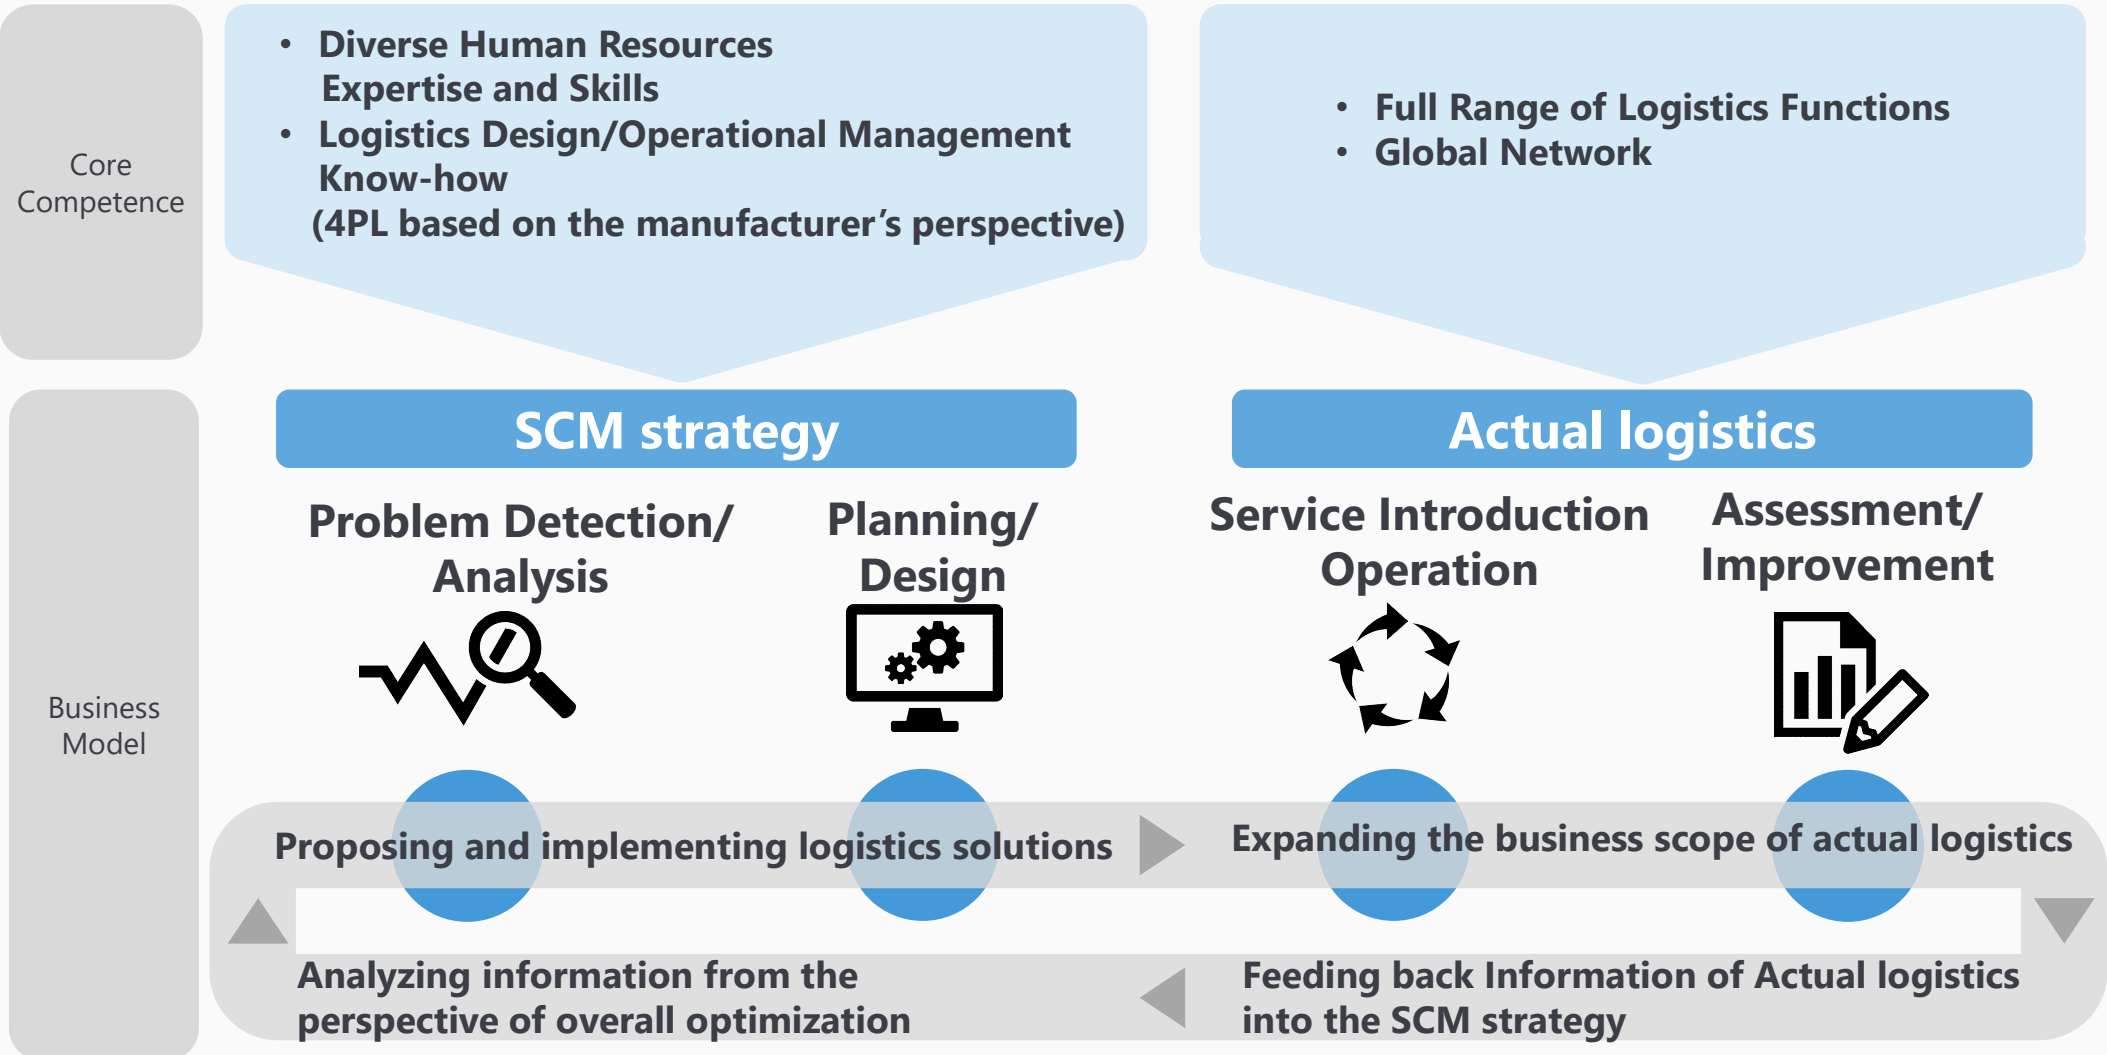 Core
Competence
• Diverse Human Resources
Expertise and Skills
• Logistics Design/Operational Management
Know-how
(4PL based on the manufacturer’s perspective)
• Full Range of Logistics Functions
• Global Network
Business
Model
SCM strategy
Actual logistics
Problem Detection/
Analysis
Planning/
Design
Service Introduction
Operation
Assessment/
Improvement
Proposing and implementing logistics solutions
Expanding the business scope of actual logistics
Analyzing information from the
perspective of overall optimization
Feeding back Information of Actual logistics
into the SCM strategy